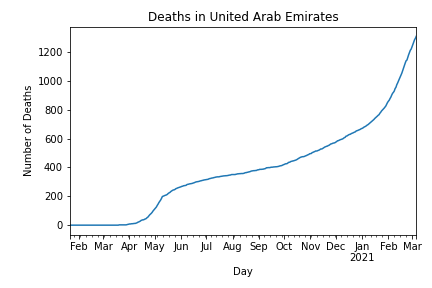 Deaths in United Arab Emirates
Number of Deaths
1200
1000
800
600
400
200
0
Feb Mar Apr May Jun Jul Aug Sep Oct Nov Dec Jan Feb Mar
2021
Day